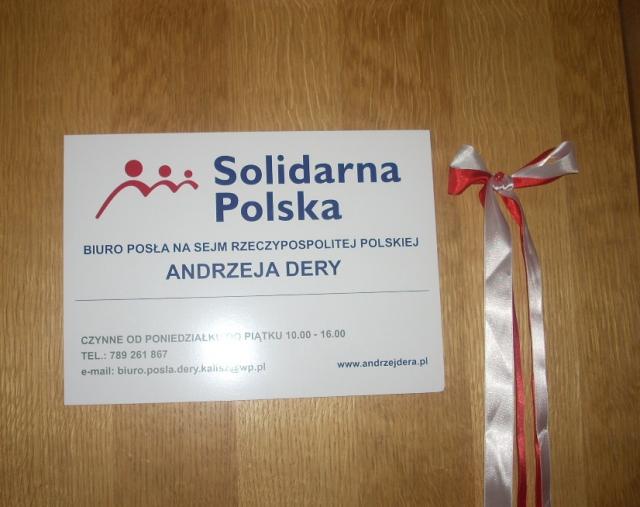 Solidarna
Polska
BIURO POSŁA NA SEJM RZECZYPOSPOLITEJ POLSKIEJ
ANDRZEJA DERY
CZYNNE OD PONIEDZIAŁKU DO PIĄTKU 10.00 - 16.00
TEL.: 789 261 867
e-mail: biuro.posla.dery.kalisz@wp.pl
www.andrzejdera.pl